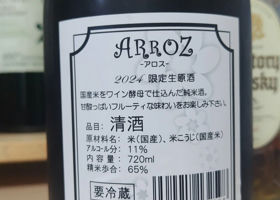 ARROZ
-アロス-
2024 限定生原酒
国産米をワイン酵母で仕込んだ純米酒。
甘酸っぱいフルーティな味わいをお楽しみ下さい。
品目：清酒
原材料名：米（国産）、米こうじ（国産米）
アルコール分：11%
内容量：720ml
精米歩合：65%
要冷蔵